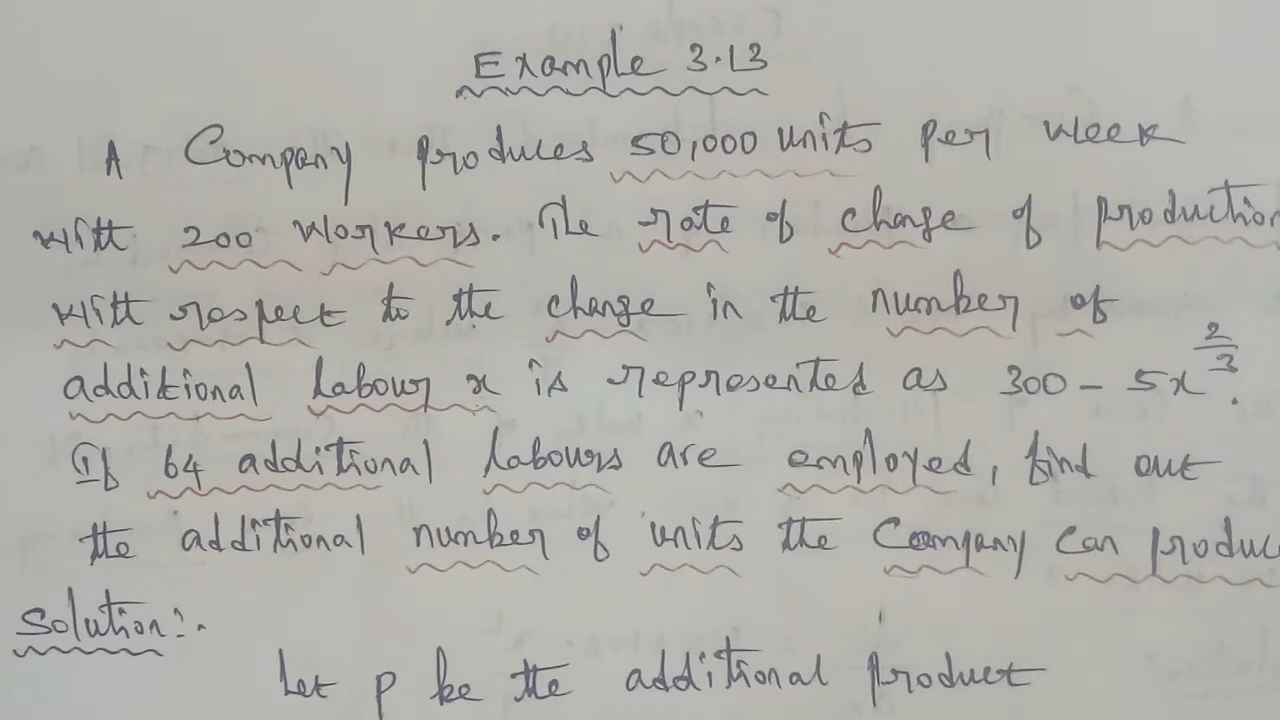 Example 3.13
A Company produces 50,000 units per week
with 200 workers. The rate of change of production
with respect to the change in the number of
additional labour x is represented as 300 - 5x^{2/3}.
If 64 additional labours are employed, find out
the additional number of units the Company can produc
Solution:-
Let p be the additional product